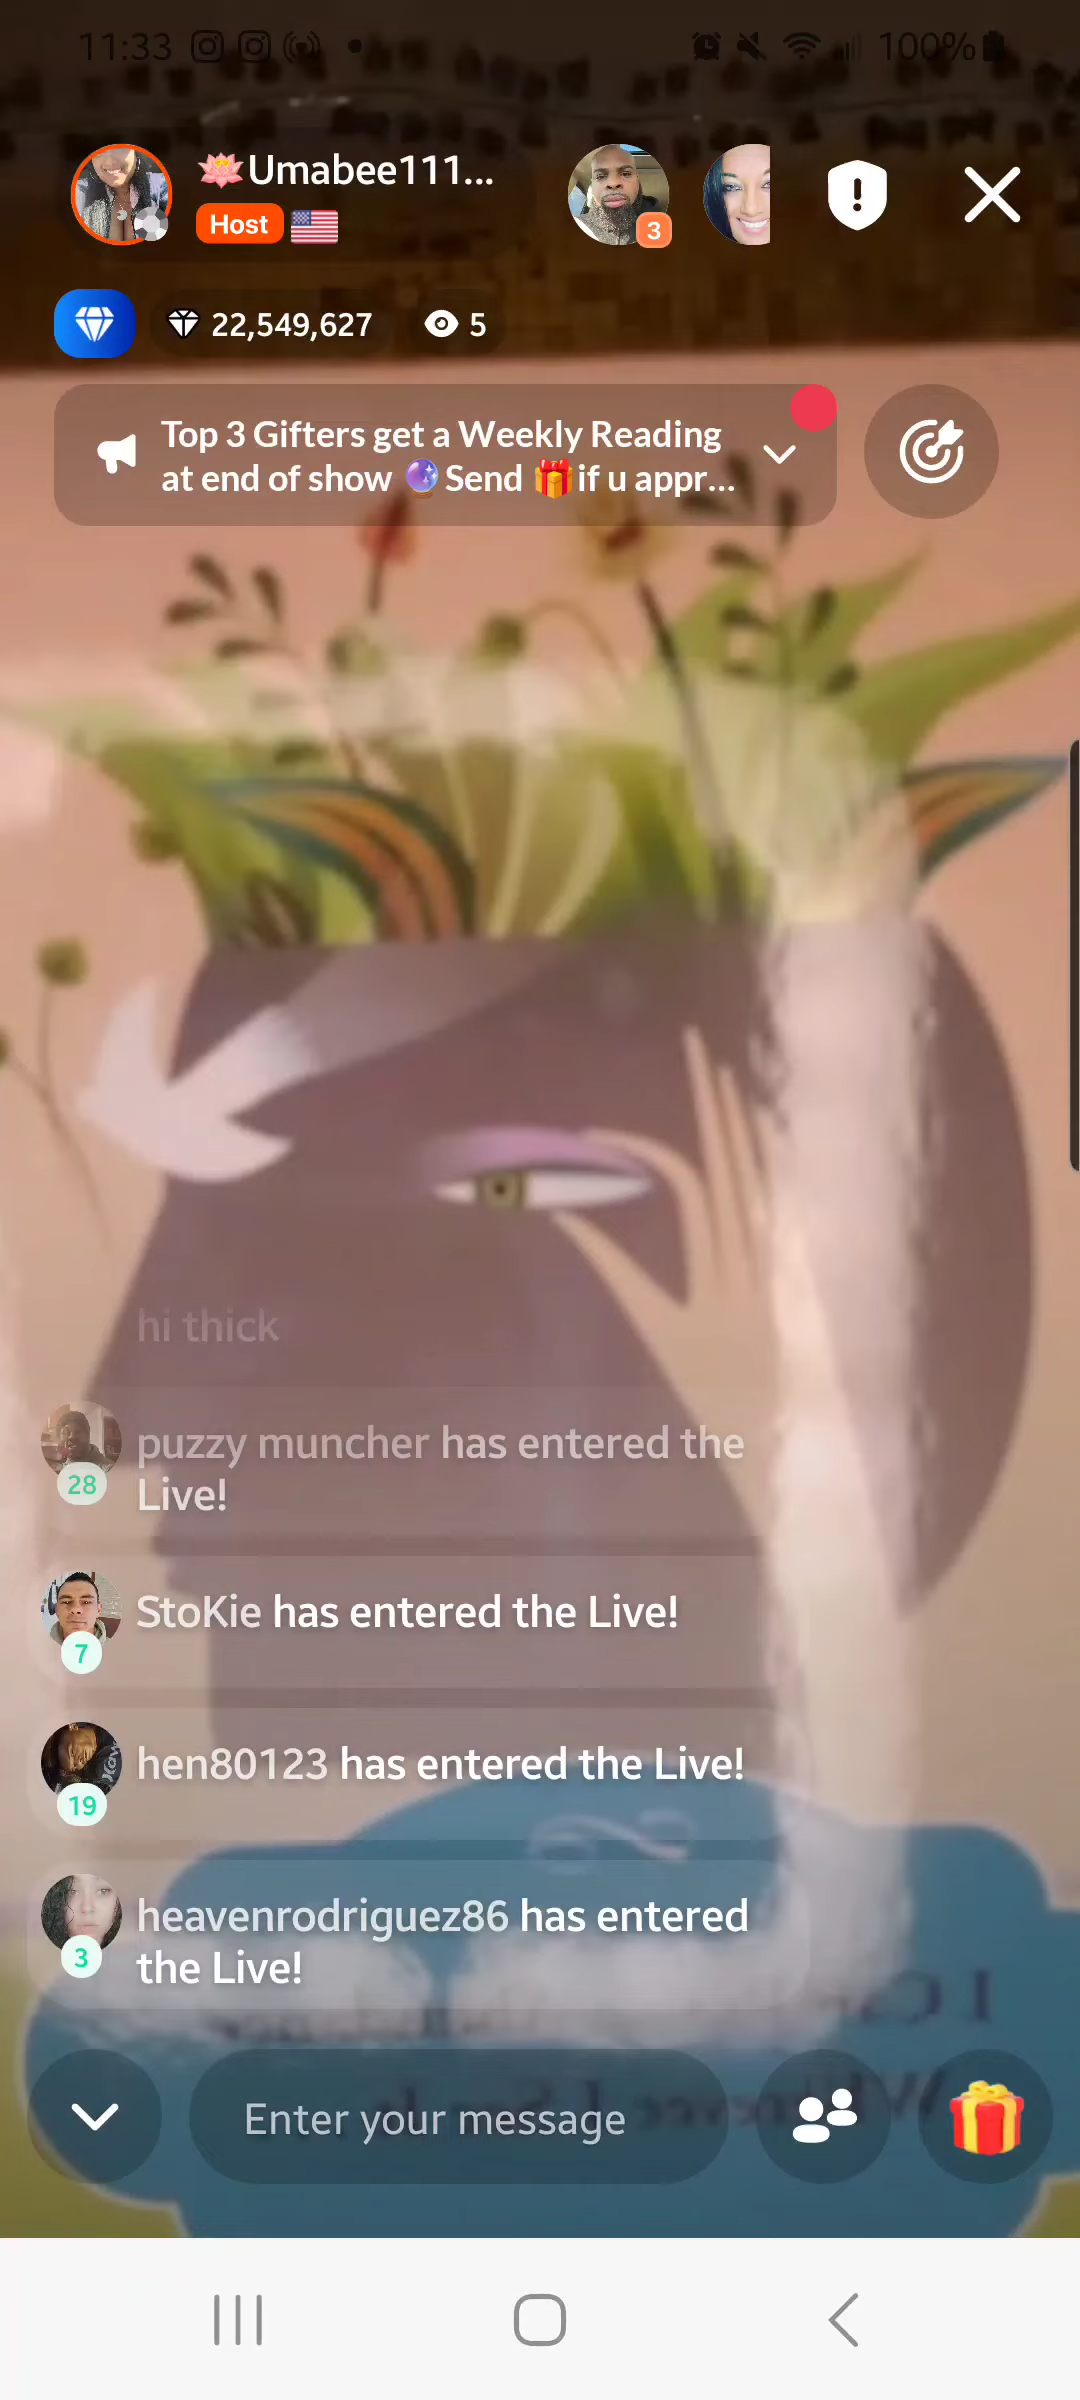 11:33
100%
🪷Umabee111...
Host
3
22,549,627
5
Top 3 Gifters get a Weekly Reading
at end of show 🔮Send 🎁if u appr...
hi thick
puzzy muncher has entered the
Live!
28
StoKie has entered the Live!
7
hen80123 has entered the Live!
19
heavenrodriguez86 has entered
the Live!
3
Enter your message